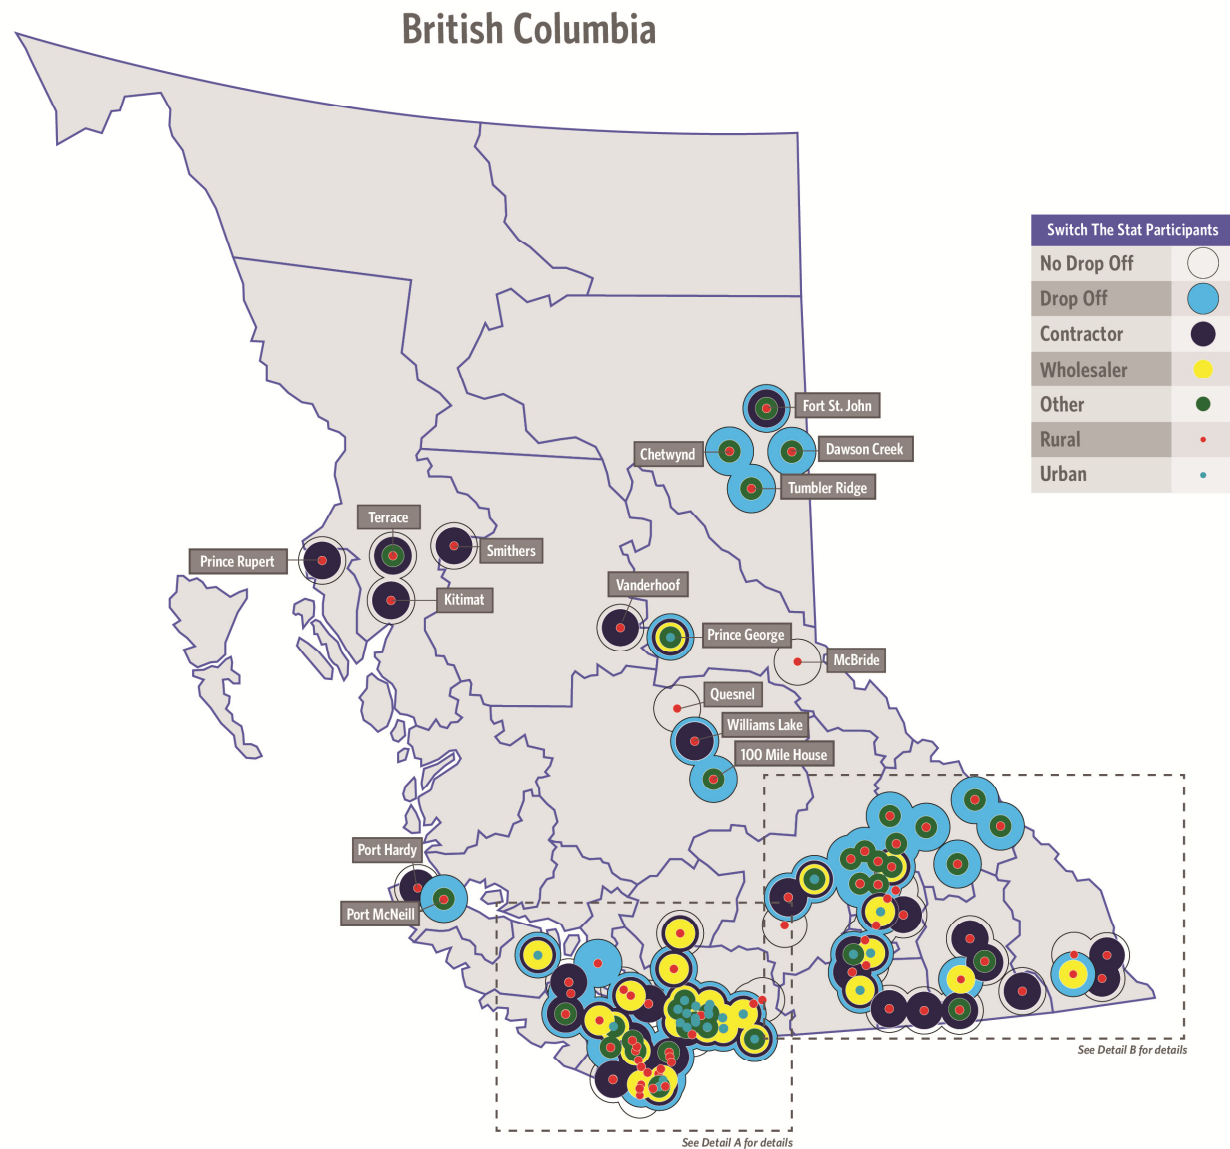 British Columbia
Switch The Stat Participants
No Drop Off
Drop Off
Contractor
Wholesaler
Other
Rural
Urban
Fort St. John
Chetwynd
Dawson Creek
Tumbler Ridge
Terrace
Prince Rupert
Smithers
Kitimat
Vanderhoof
Prince George
McBride
Quesnel
Williams Lake
100 Mile House
Port Hardy
Port McNeill
See Detail B for details
See Detail A for details